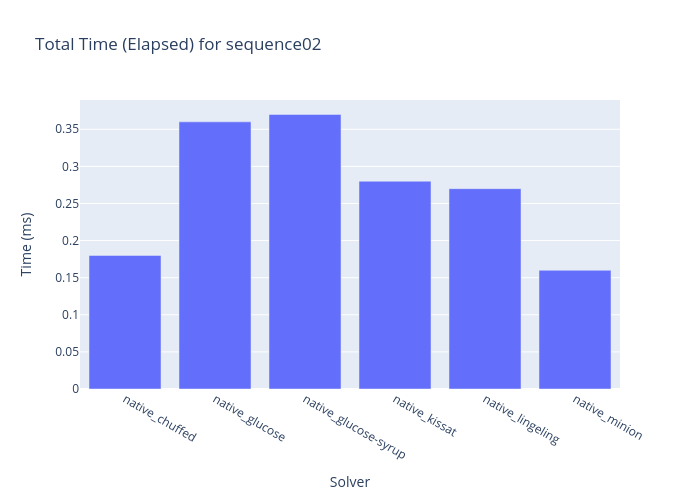 Total Time (Elapsed) for sequence02
Time (ms)
0.35
0.3
0.25
0.2
0.15
0.1
0.05
0
native_chuffed
native_glucose
native_glucose-syrup
native_kissat
native_lingeling
native_minion
Solver